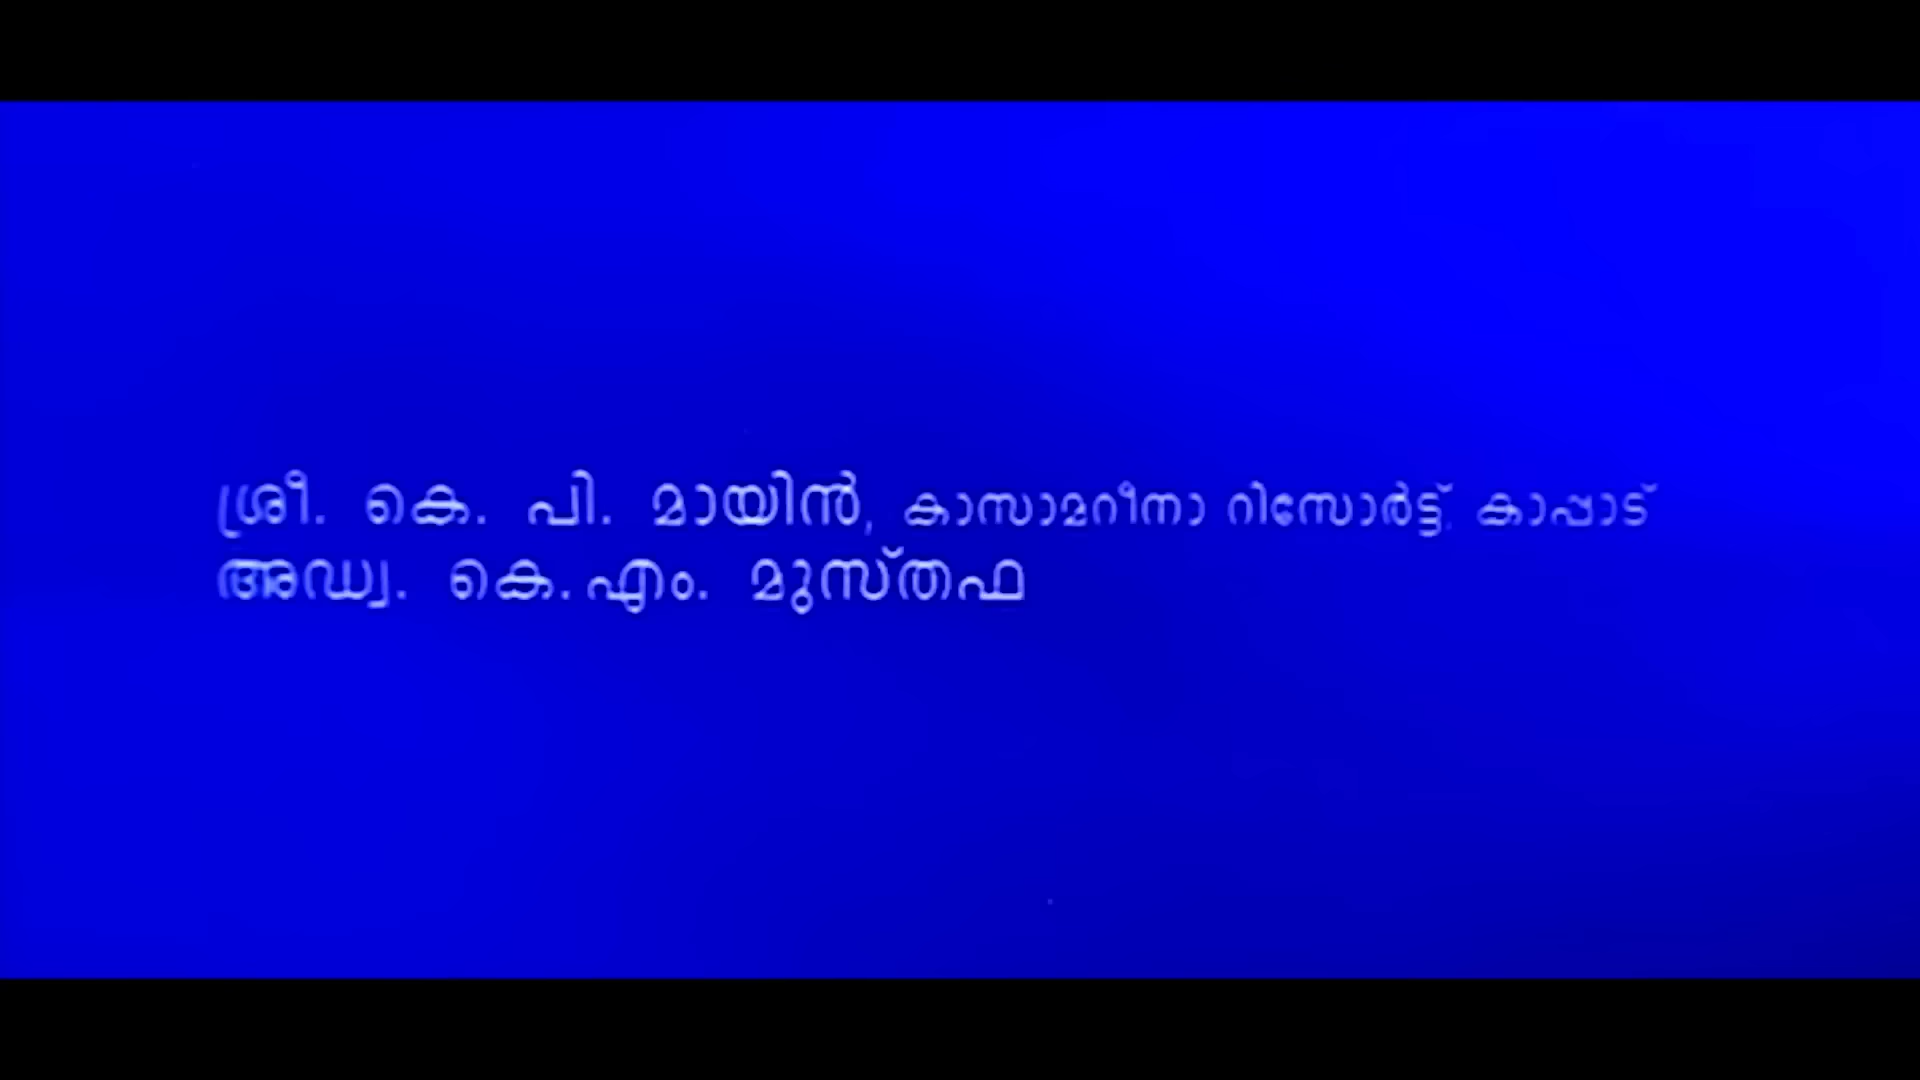 ശ്രീ. കെ. പി. മായിൻ, കാസാമറീനാ റിസോർട്ട്, കാപ്പാട്
അഡ്വ. കെ.എം. മുസ്തഫ